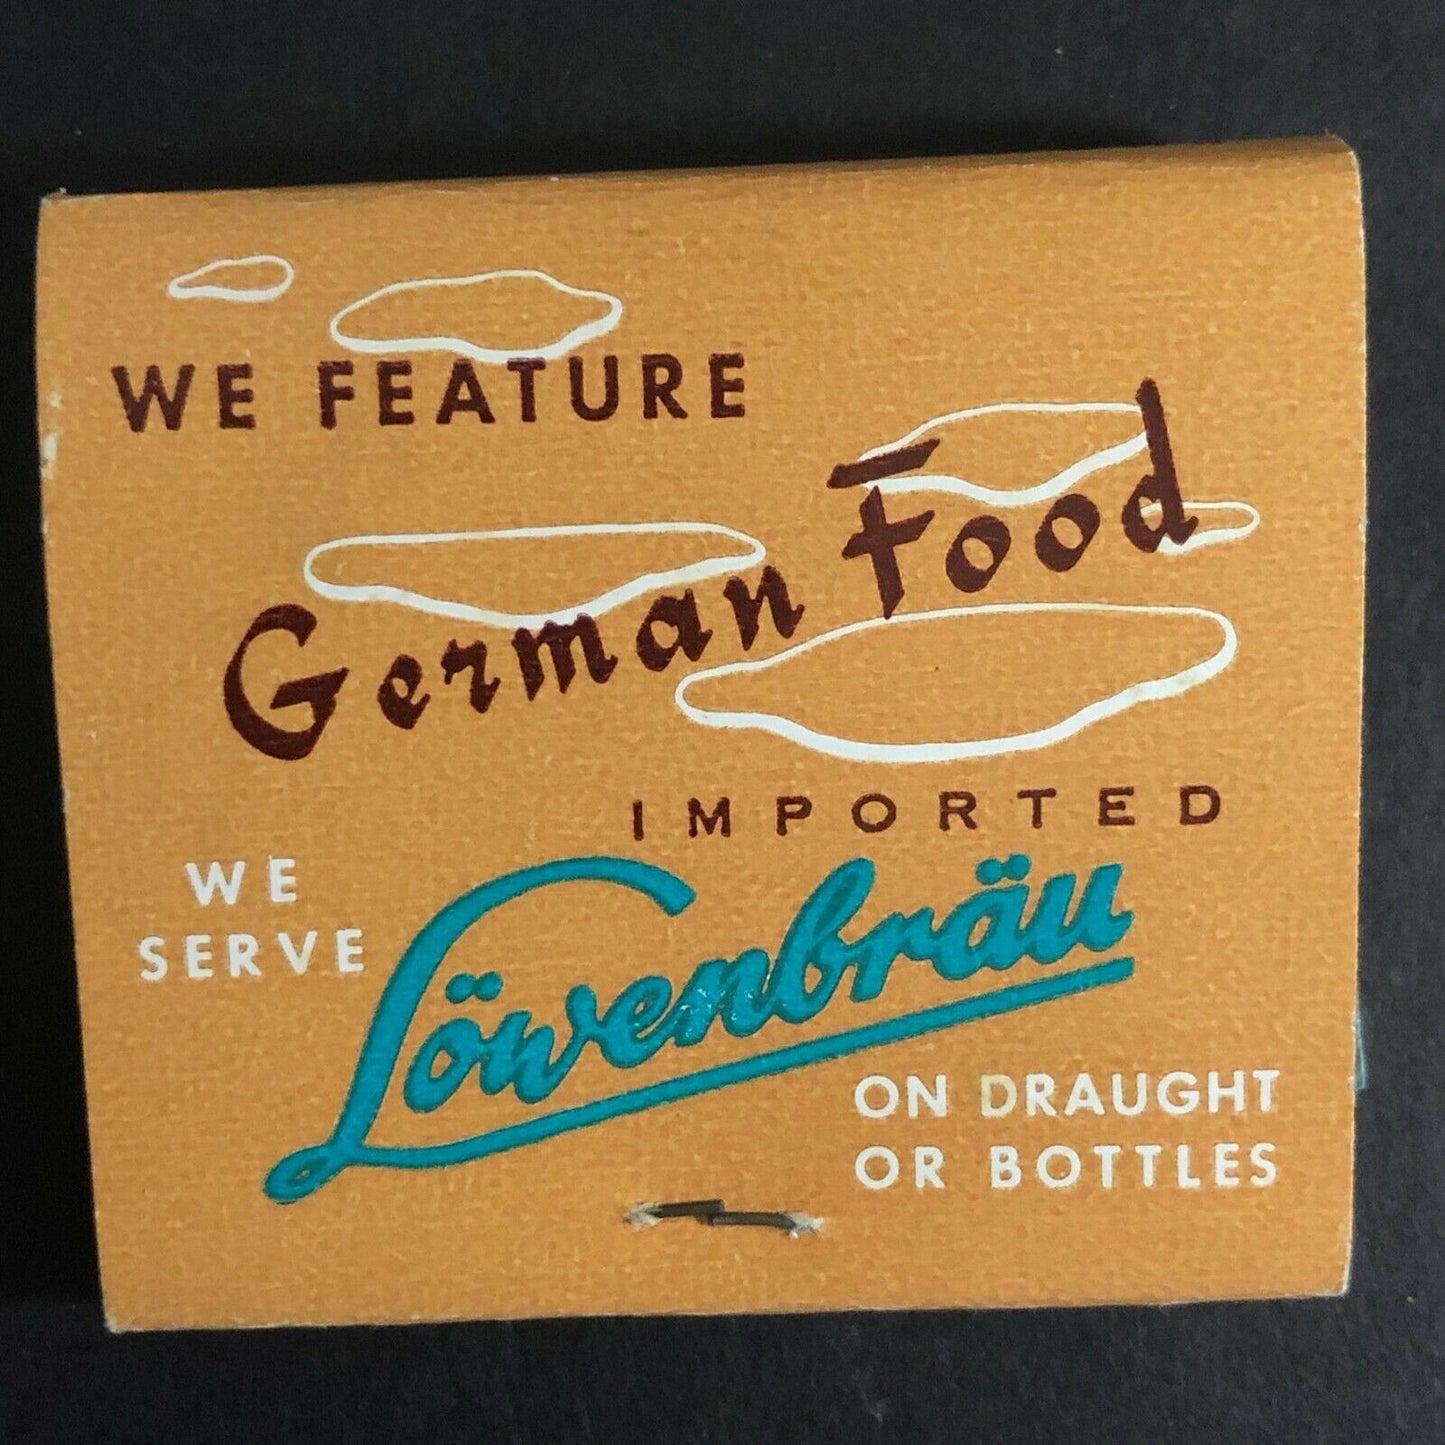 WE FEATURE
German Food
IMPORTED
WE
SERVE
Löwenbräu
ON DRAUGHT
OR BOTTLES